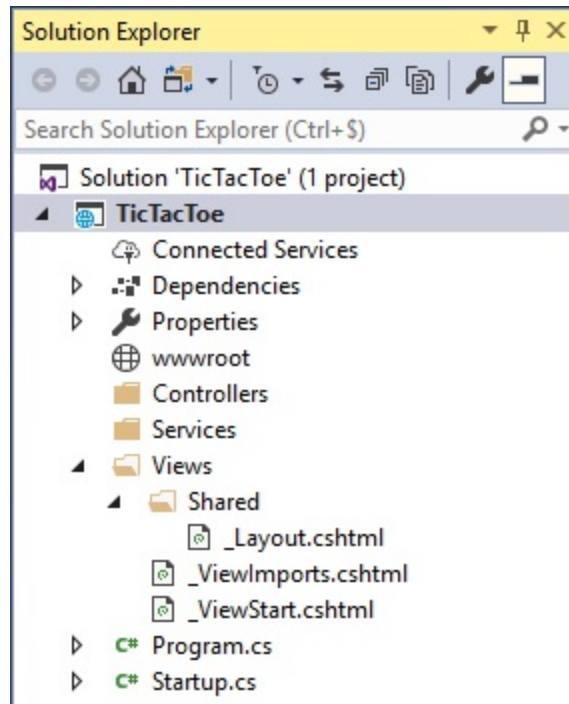 Solution Explorer
Search Solution Explorer (Ctrl+$)
Solution 'TicTacToe' (1 project)
TicTacToe
Connected Services
Dependencies
Properties
wwwroot
Controllers
Services
Views
Shared
_Layout.cshtml
_ViewImports.cshtml
_ViewStart.cshtml
C# Program.cs
C# Startup.cs